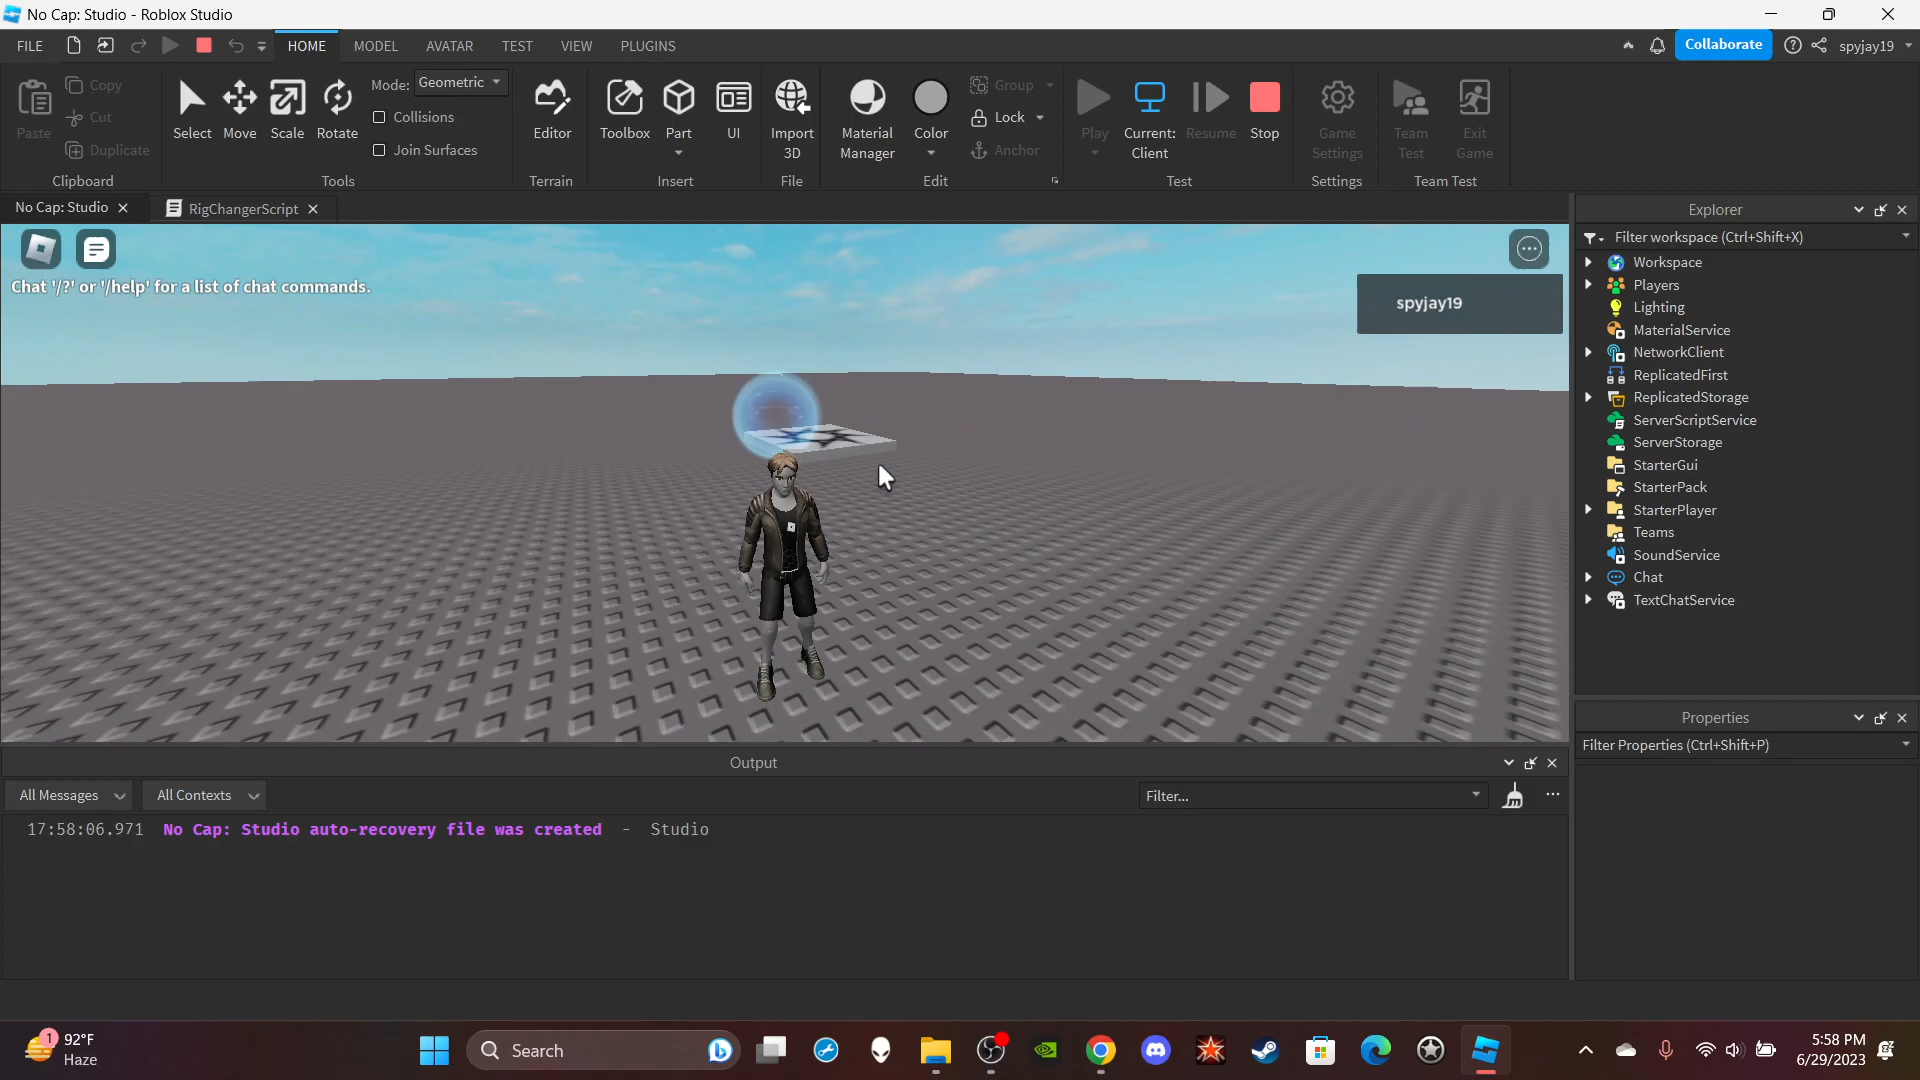 No Cap: Studio - Roblox Studio
FILE
HOME
MODEL
AVATAR
TEST
VIEW
PLUGINS
Collaborate
spyjay19
Paste
Copy
Cut
Duplicate
Clipboard
Select
Move
Scale
Rotate
Mode: Geometric
Collisions
Join Surfaces
Tools
Editor
Terrain
Toolbox
Part
UI
Insert
Import
3D
File
Material
Manager
Color
Group
Lock
Anchor
Edit
Play
Current:
Client
Resume
Stop
Test
Game
Settings
Settings
Team
Test
Exit
Game
Team Test
No Cap: Studio
RigChangerScript
Chat '/?' or '/help' for a list of chat commands.
spyjay19
Explorer
Filter workspace (Ctrl+Shift+X)
Workspace
Players
Lighting
MaterialService
NetworkClient
ReplicatedFirst
ReplicatedStorage
ServerScriptService
ServerStorage
StarterGui
StarterPack
StarterPlayer
Teams
SoundService
Chat
TextChatService
Properties
Filter Properties (Ctrl+Shift+P)
Output
All Messages
All Contexts
Filter...
17:58:06.971 No Cap: Studio auto-recovery file was created - Studio
1
92°F
Haze
Search
5:58 PM
6/29/2023